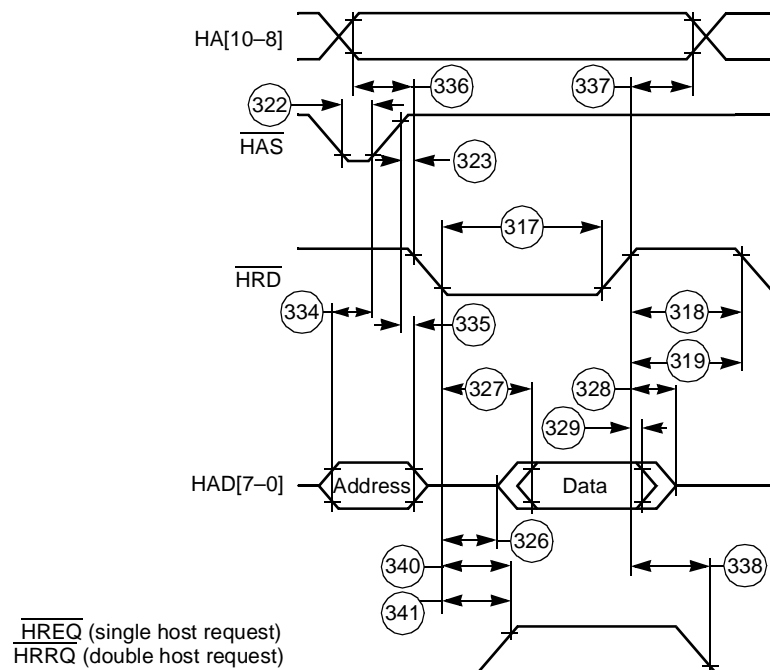 HA[10–8]
336
337
322
HAS
323
317
HRD
334
335
318
319
327
328
329
HAD[7–0]
Address
Data
326
340
338
341
HREQ (single host request)
HRRQ (double host request)